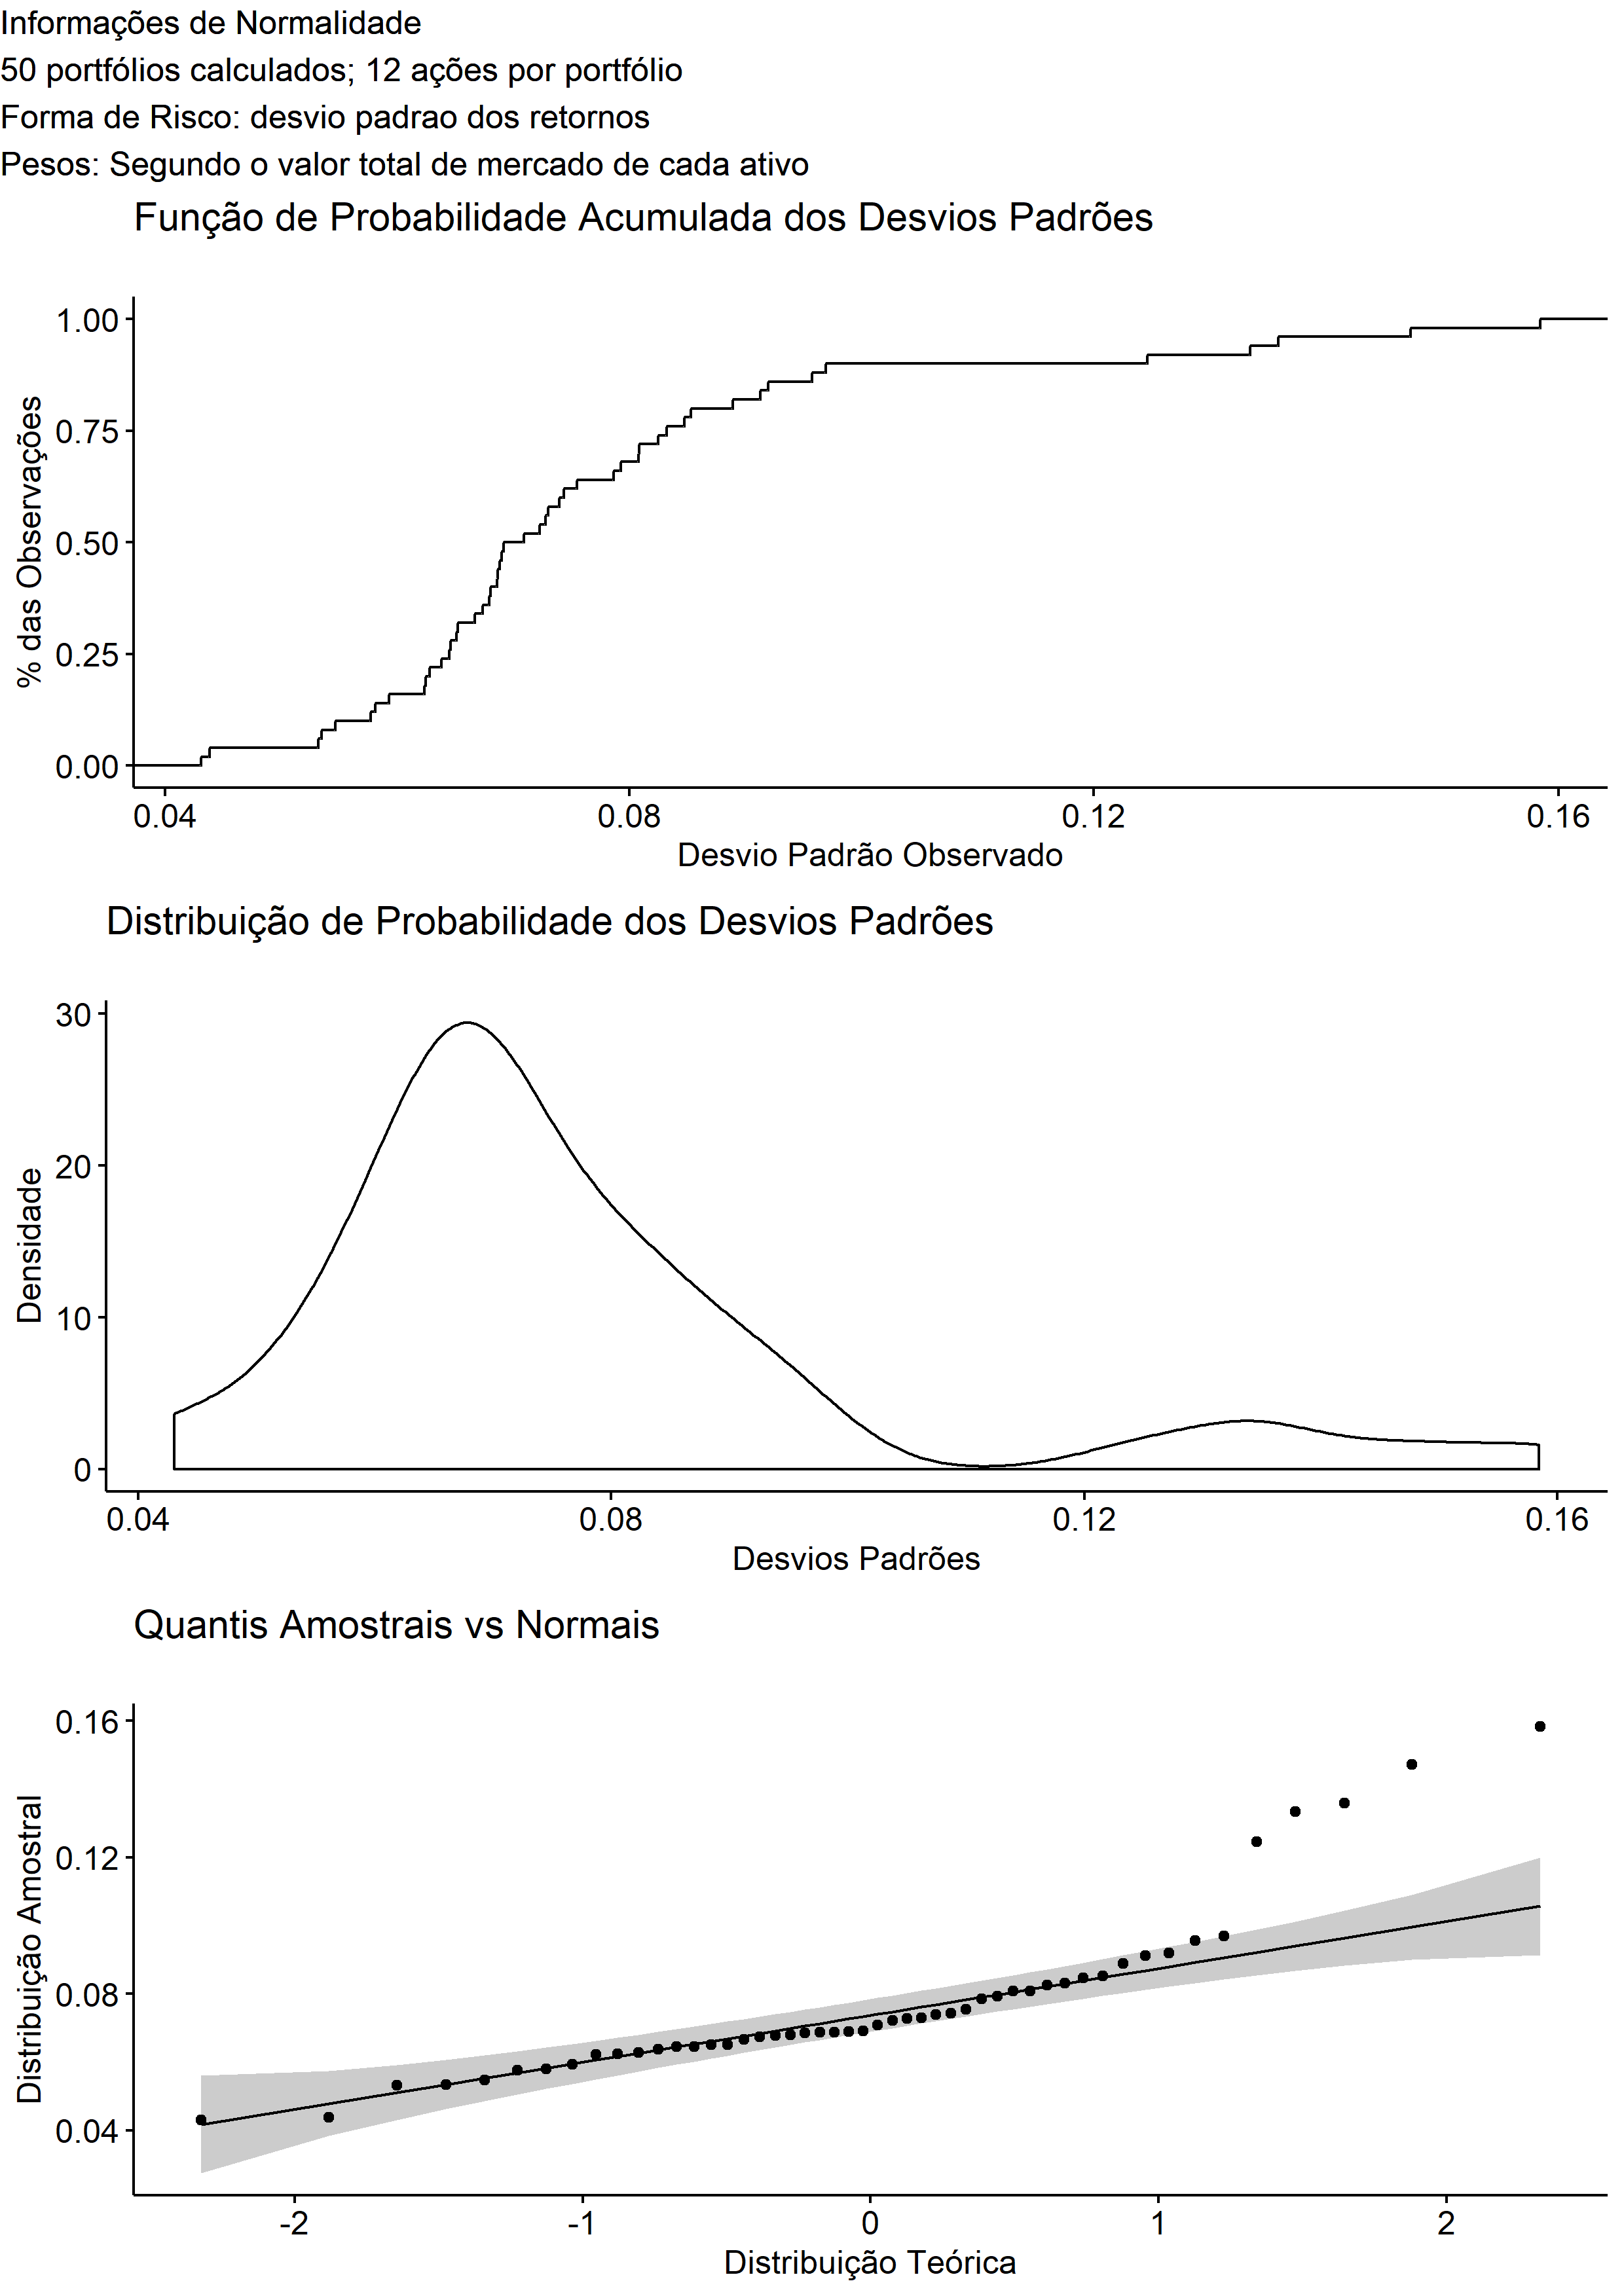 Informações de Normalidade
50 portfólios calculados; 12 ações por portfólio
Forma de Risco: desvio padrao dos retornos
Pesos: Segundo o valor total de mercado de cada ativo
Função de Probabilidade Acumulada dos Desvios Padrões
1.00
0.75
0.50
0.25
0.00
% das Observações
0.04 0.08 0.12 0.16
Desvio Padrão Observado
Distribuição de Probabilidade dos Desvios Padrões
30
20
10
0
Densidade
0.04 0.08 0.12 0.16
Desvios Padrões
Quantis Amostrais vs Normais
0.16
0.12
0.08
0.04
Distribuição Amostral
-2 -1 0 1 2
Distribuição Teórica